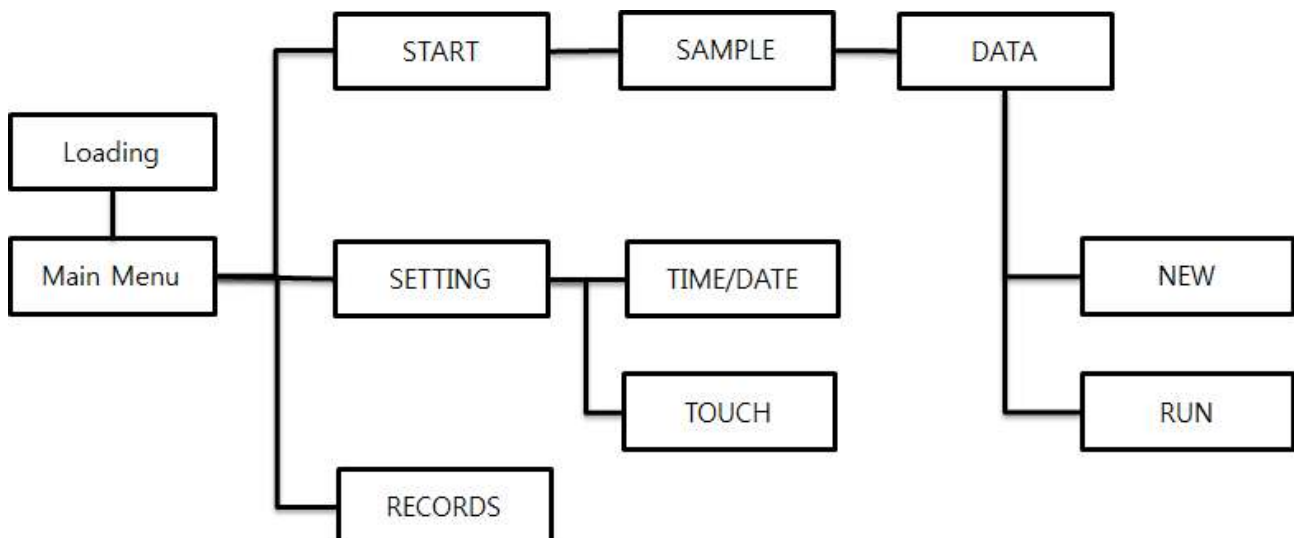 START
SAMPLE
DATA
Loading
Main Menu
SETTING
TIME/DATE
NEW
TOUCH
RUN
RECORDS